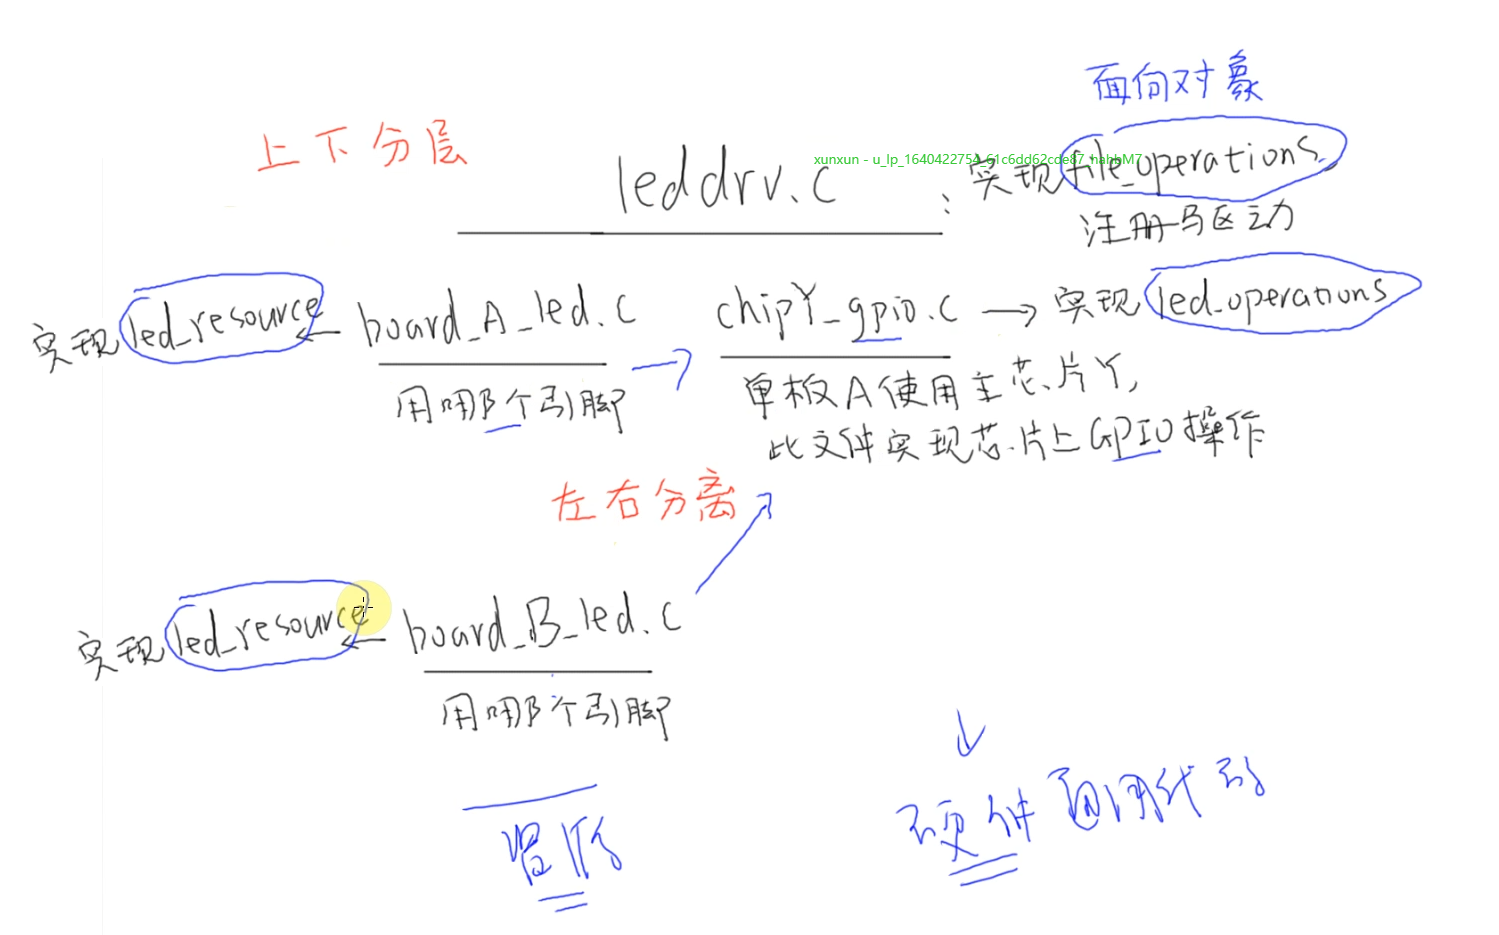 面向对象
上下分层
xunxun - u_lp_1640422754_61c6dd62cde87_hahbM7
leddrv.c : 实现file_operations
注册驱动
实现led_resource ← board_A_led.c
用哪个引脚
chipY_gpio.c → 实现led_operations
单板A使用主芯片Y,
此文件实现芯片上GPIO操作
左右分离
实现led_resource ← board_B_led.c
用哪个引脚
硬件通用代码